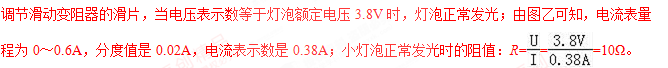 调节滑动变阻器的滑片，当电压表示数等于灯泡额定电压 3.8V 时，灯泡正常发光；由图乙可知，电流表量
程为 0～0.6A，分度值是 0.02A，电流表示数是 0.38A；小灯泡正常发光时的阻值：R=U/I=3.8V/0.38A=10Ω。